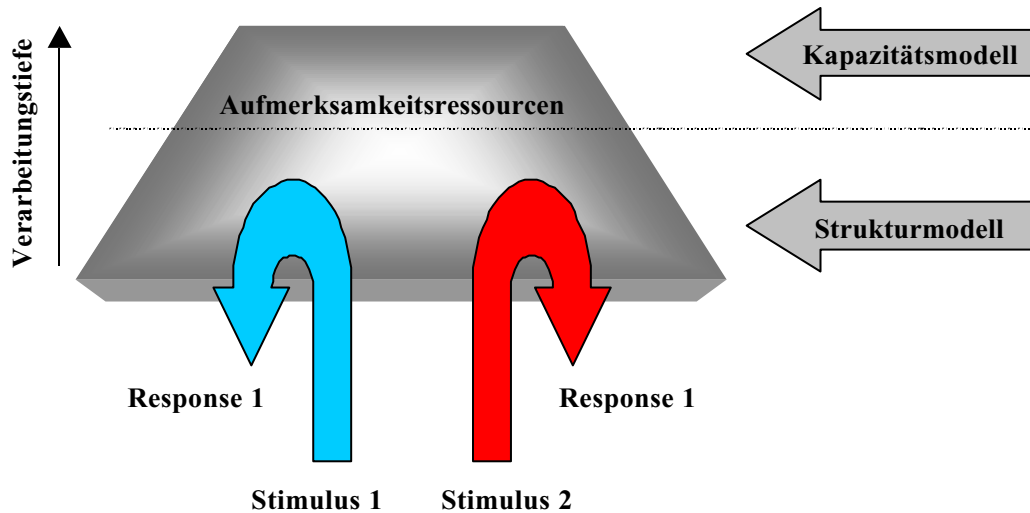 Verarbeitungstiefe
Kapazitätsmodell
Aufmerksamkeitsressourcen
Strukturmodell
Response 1
Response 1
Stimulus 1
Stimulus 2